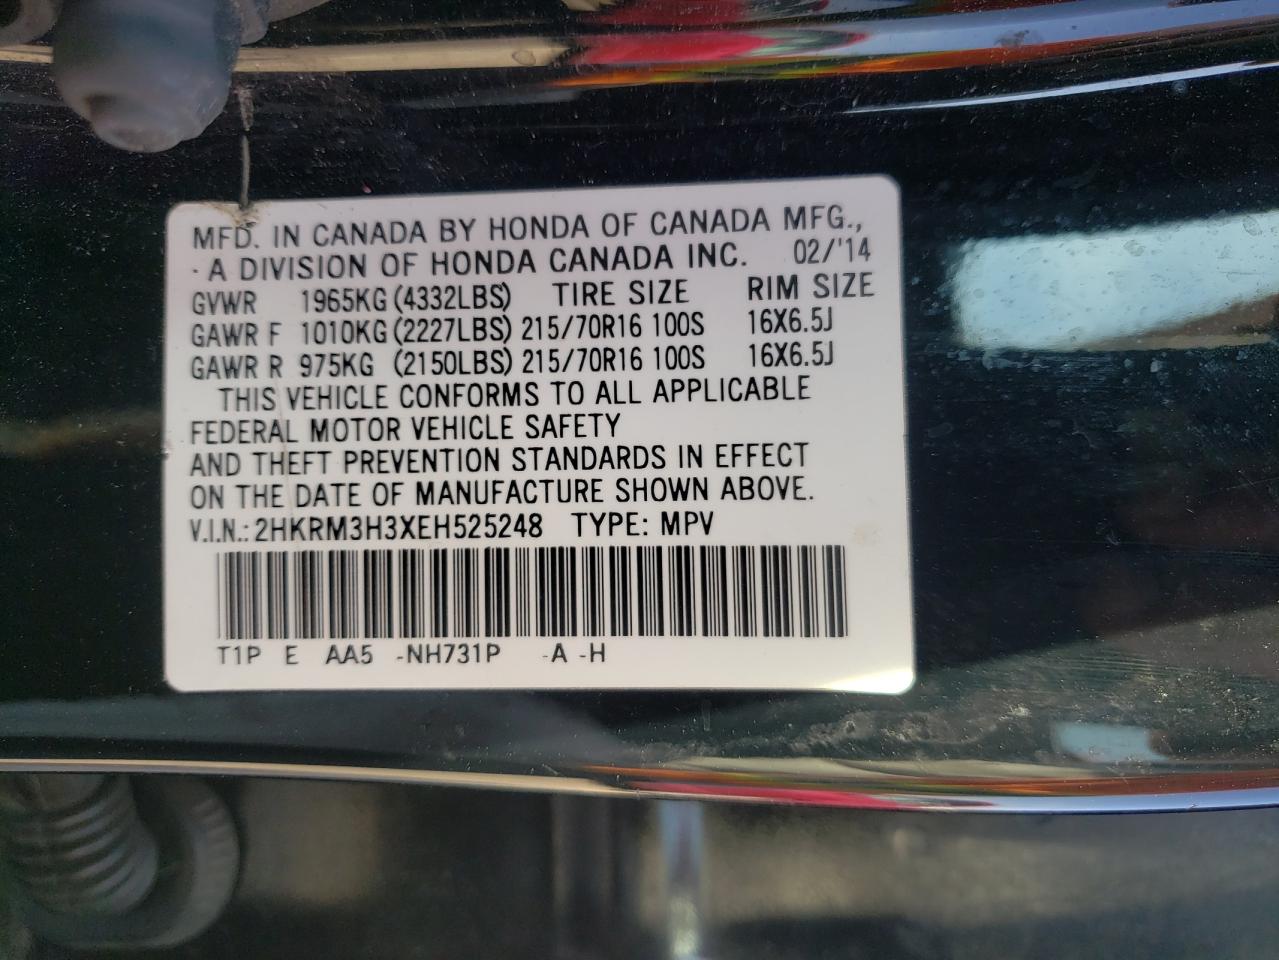 MFD. IN CANADA BY HONDA OF CANADA MFG.,
A DIVISION OF HONDA CANADA INC. 02/'14
GVWR 1965KG (4332LBS) TIRE SIZE RIM SIZE
GAWR F 1010KG (2227LBS) 215/70R16 100S 16X6.5J
GAWR R 975KG (2150LBS) 215/70R16 100S 16X6.5J
THIS VEHICLE CONFORMS TO ALL APPLICABLE
FEDERAL MOTOR VEHICLE SAFETY
AND THEFT PREVENTION STANDARDS IN EFFECT
ON THE DATE OF MANUFACTURE SHOWN ABOVE.
V.I.N.: 2HKRM3H3XEH525248 TYPE: MPV
T1P E AA5 -NH731P -A -H